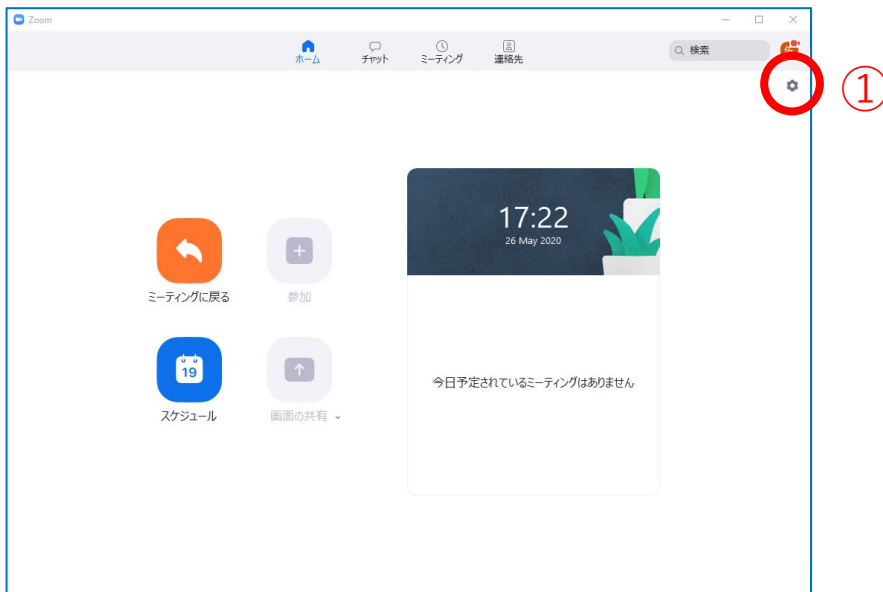 Zoom
ホーム
チャット
ミーティング
連絡先
検索
①
17:22
26 May 2020
ミーティングに戻る
参加
19
スケジュール
画面の共有
今日予定されているミーティングはありません